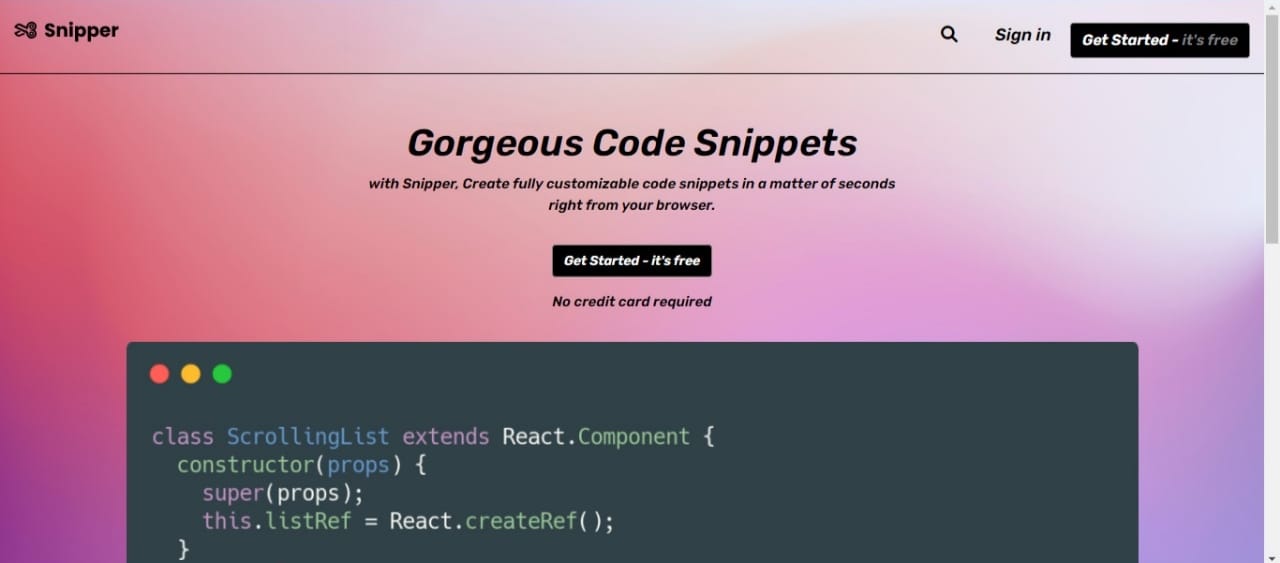 Snipper
Sign in
Get Started - it's free
Gorgeous Code Snippets
with Snipper, Create fully customizable code snippets in a matter of seconds
right from your browser.
Get Started - it's free
No credit card required
class ScrollingList extends React.Component {
  constructor(props) {
    super(props);
    this.listRef = React.createRef();
  }